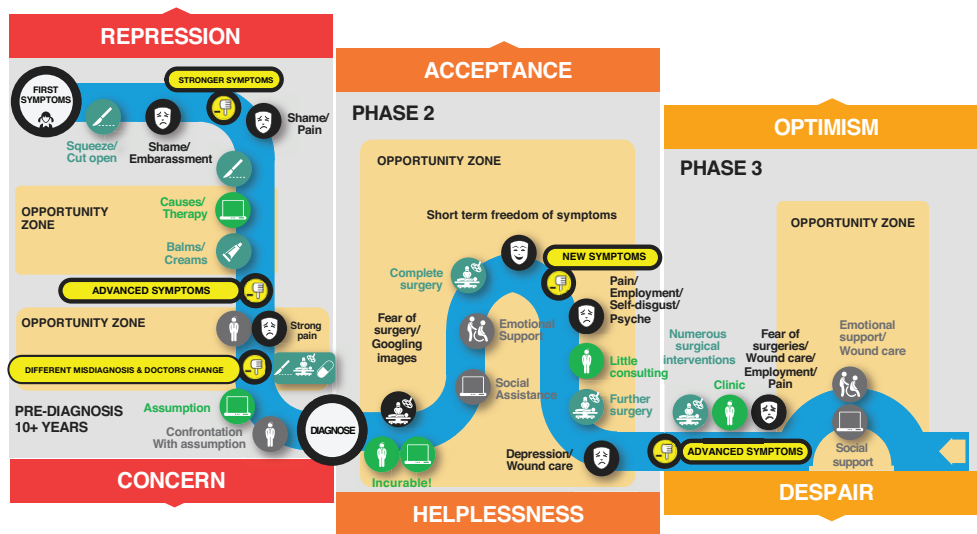 REPRESSION
FIRST
SYMPTOMS
STRONGER SYMPTOMS
Squeeze/
Cut open
Shame/
Embarassment
Shame/
Pain
OPPORTUNITY
ZONE
Causes/
Therapy
Balms/
Creams
ADVANCED SYMPTOMS
OPPORTUNITY ZONE
Strong
pain
DIFFERENT MISDIAGNOSIS & DOCTORS CHANGE
PRE-DIAGNOSIS
10+ YEARS
Assumption
Confrontation
With assumption
DIAGNOSE
CONCERN
ACCEPTANCE
PHASE 2
OPPORTUNITY ZONE
Short term freedom of symptoms
Complete
surgery
NEW SYMPTOMS
Pain/
Employment/
Self-disgust/
Psyche
Fear of
surgery/
Googling
images
Emotional
Support
Social
Assistance
Little
consulting
Further
surgery
Incurable!
Depression/
Wound care
HELPLESSNESS
OPTIMISM
PHASE 3
OPPORTUNITY ZONE
Numerous
surgical
interventions
Clinic
Fear of
surgeries/
Wound care/
Employment/
Pain
Emotional
support/
Wound care
ADVANCED SYMPTOMS
Social
support
DESPAIR